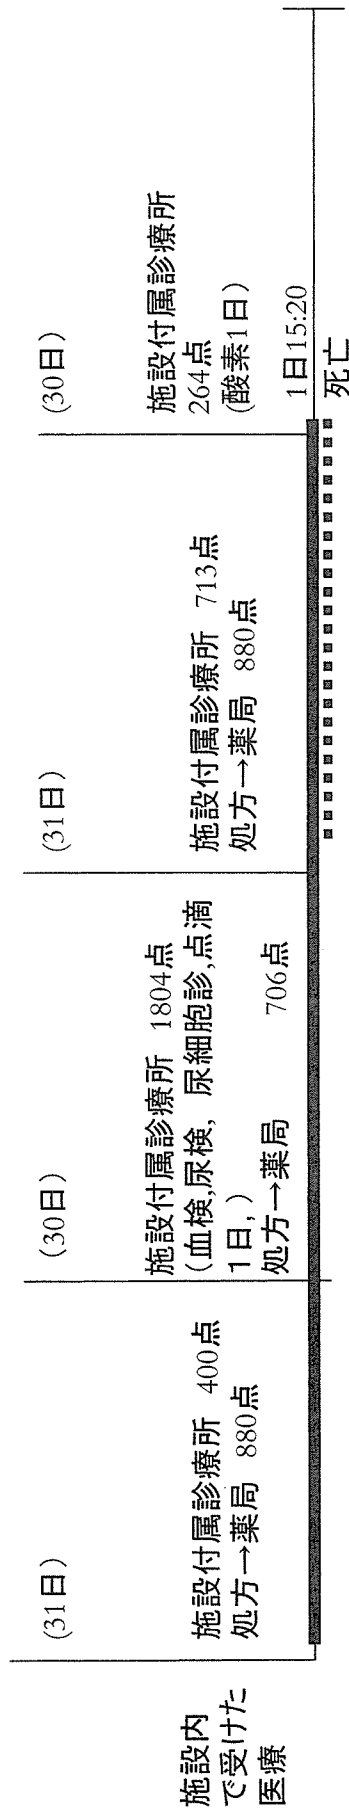 施設内
で受けた
医療
(31日)
施設付属診療所 400点
処方→薬局 880点
(30日)
施設付属診療所 1804点
(血検,尿検, 尿細胞診,点滴
1日, )
処方→薬局 706点
(31日)
施設付属診療所 713点
処方→薬局 880点
(30日)
施設付属診療所
264点
(酸素1日)
1日15:20
死亡